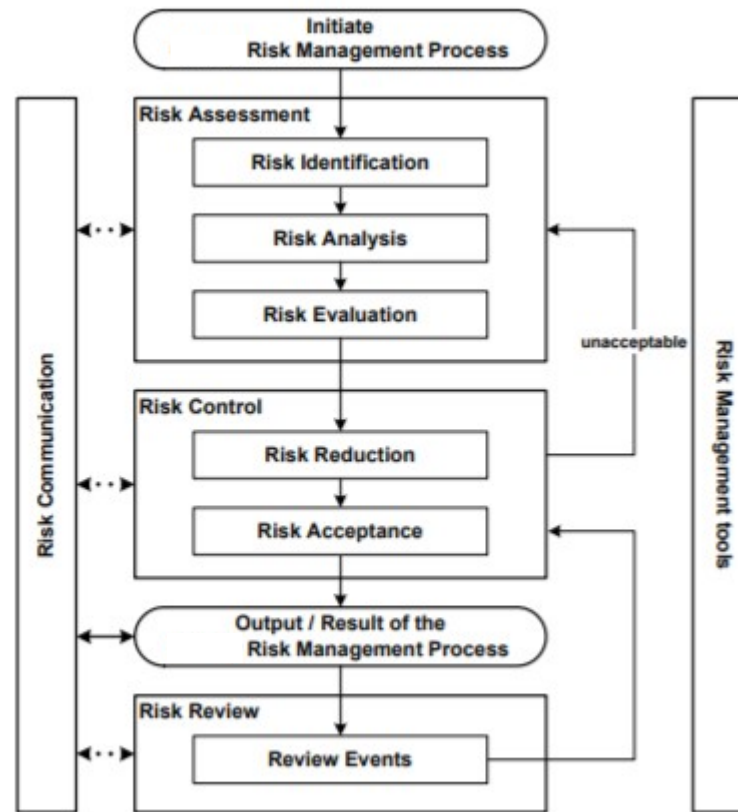 Initiate
Risk Management Process
Risk Assessment
Risk Identification
Risk Analysis
Risk Evaluation
unacceptable
Risk Control
Risk Reduction
Risk Acceptance
Output / Result of the
Risk Management Process
Risk Review
Review Events
Risk Communication
Risk Management tools